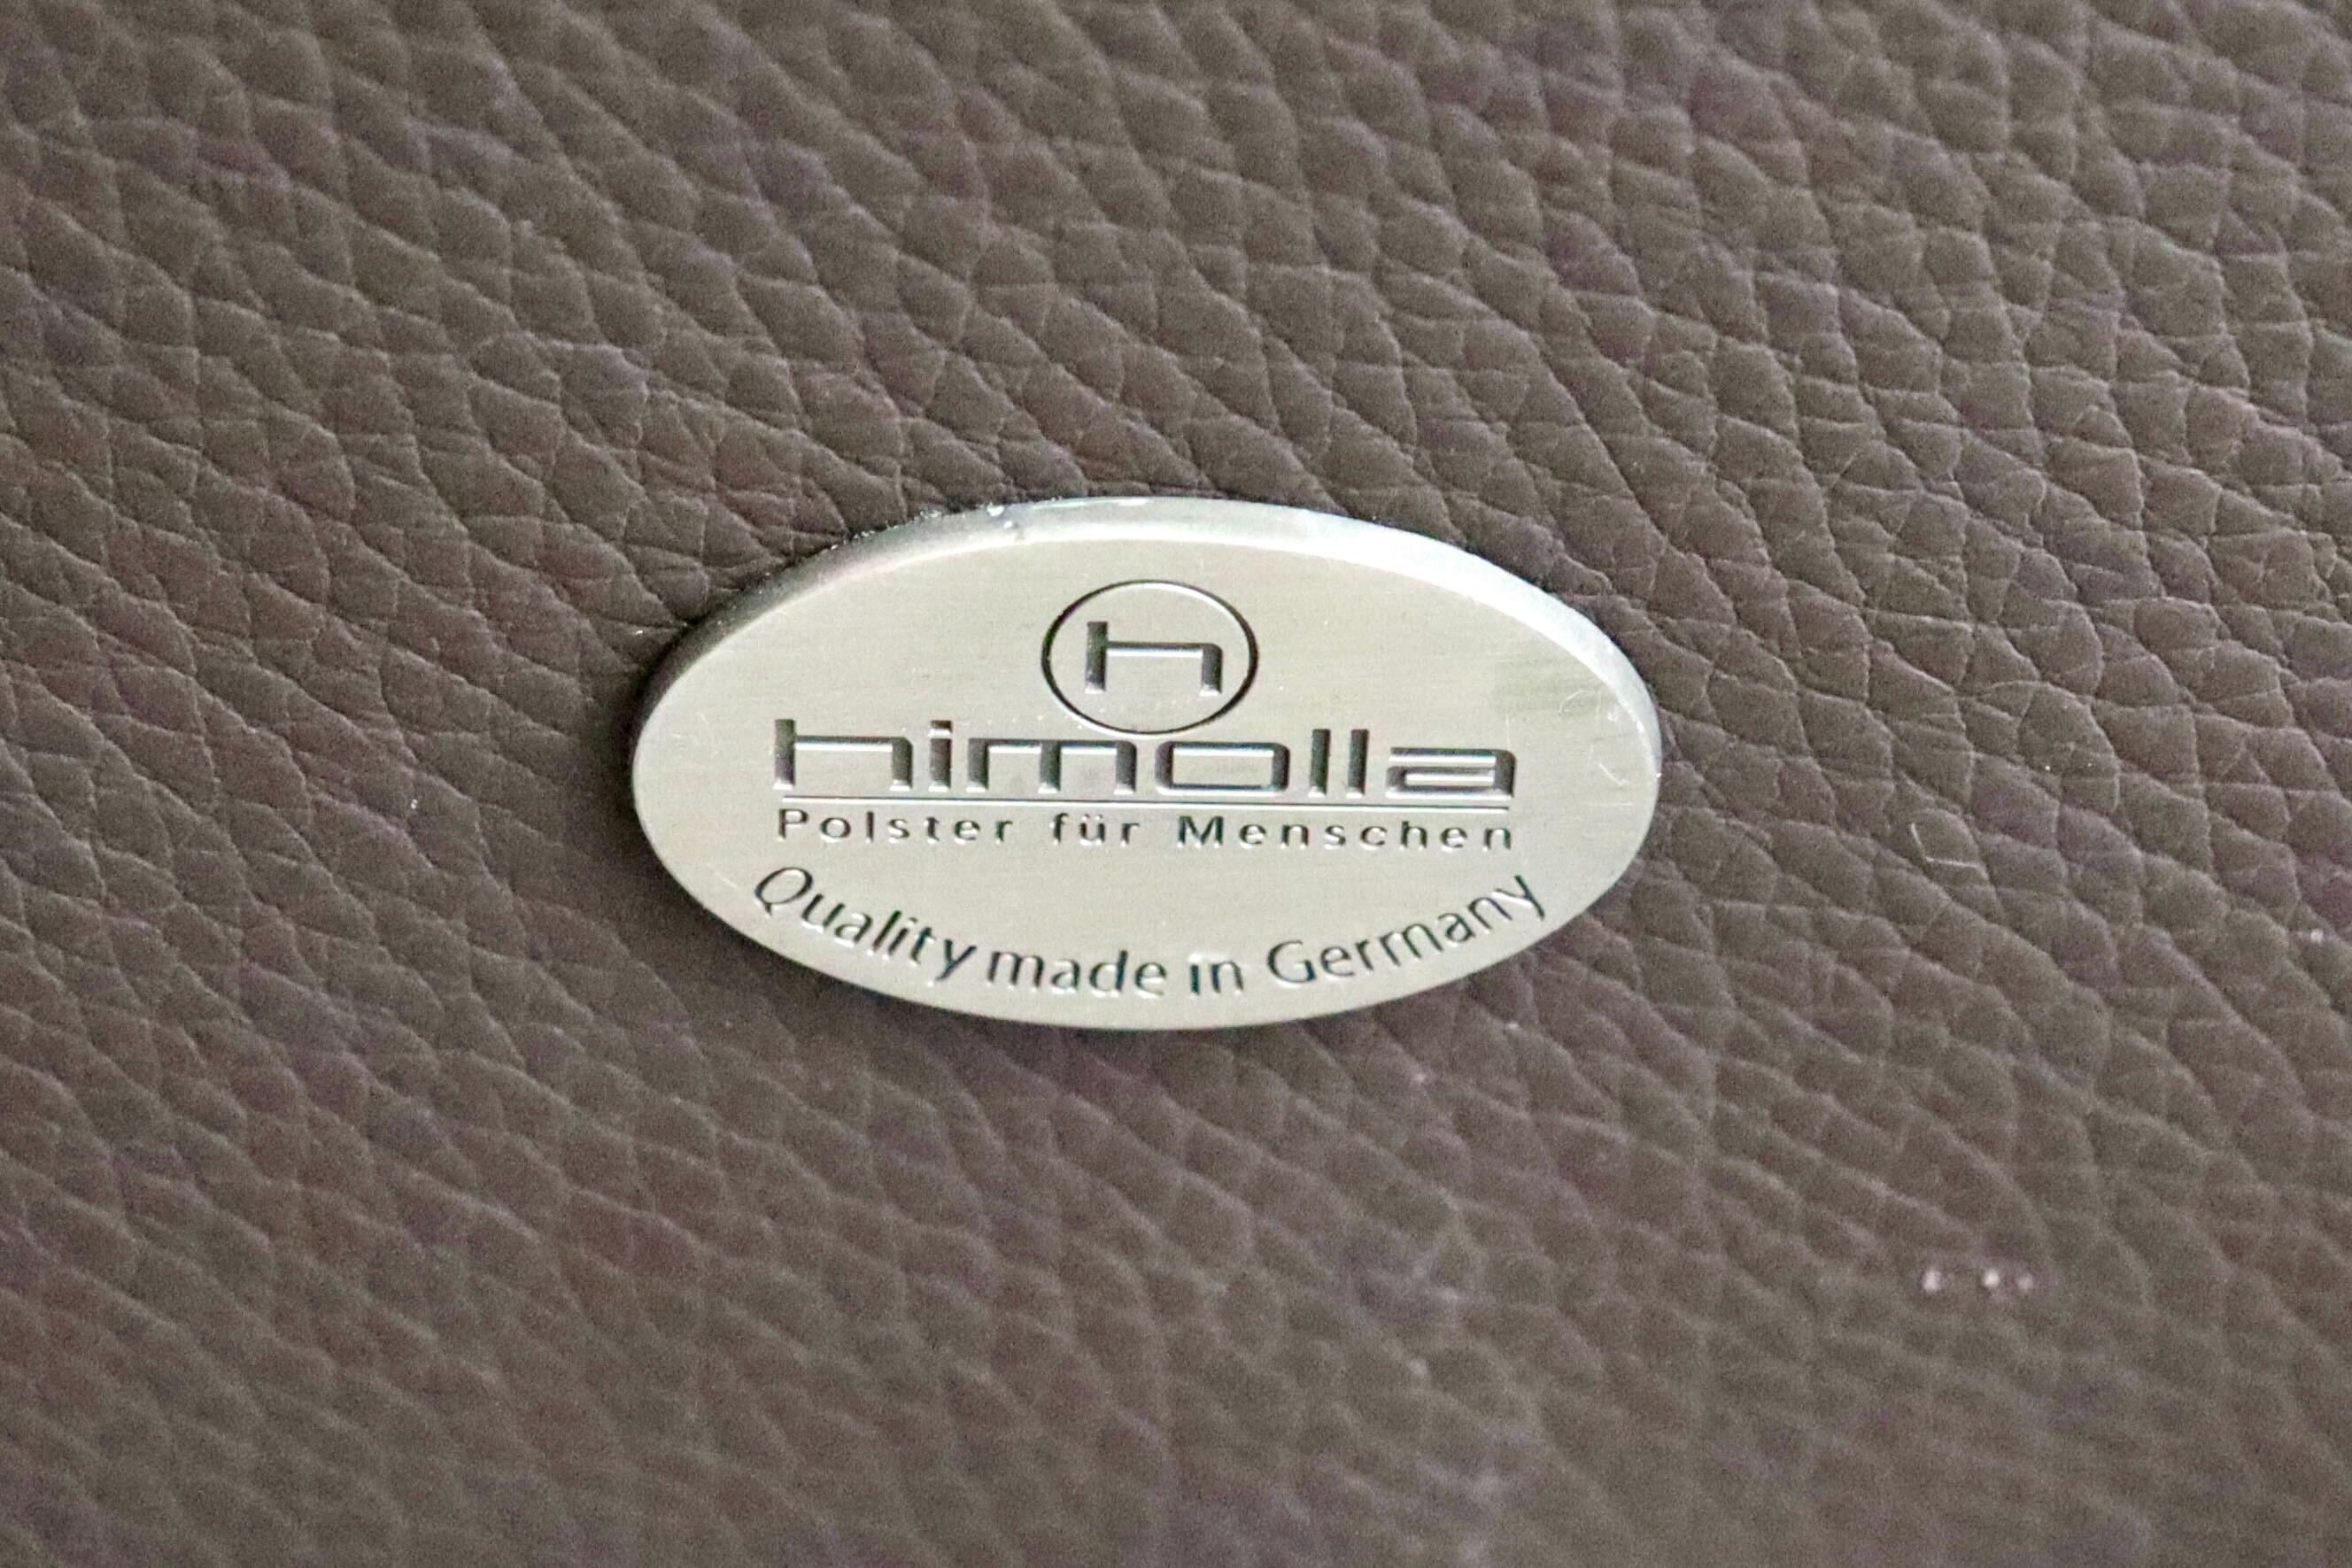 h
himolla
Polster für Menschen
Quality made in Germany